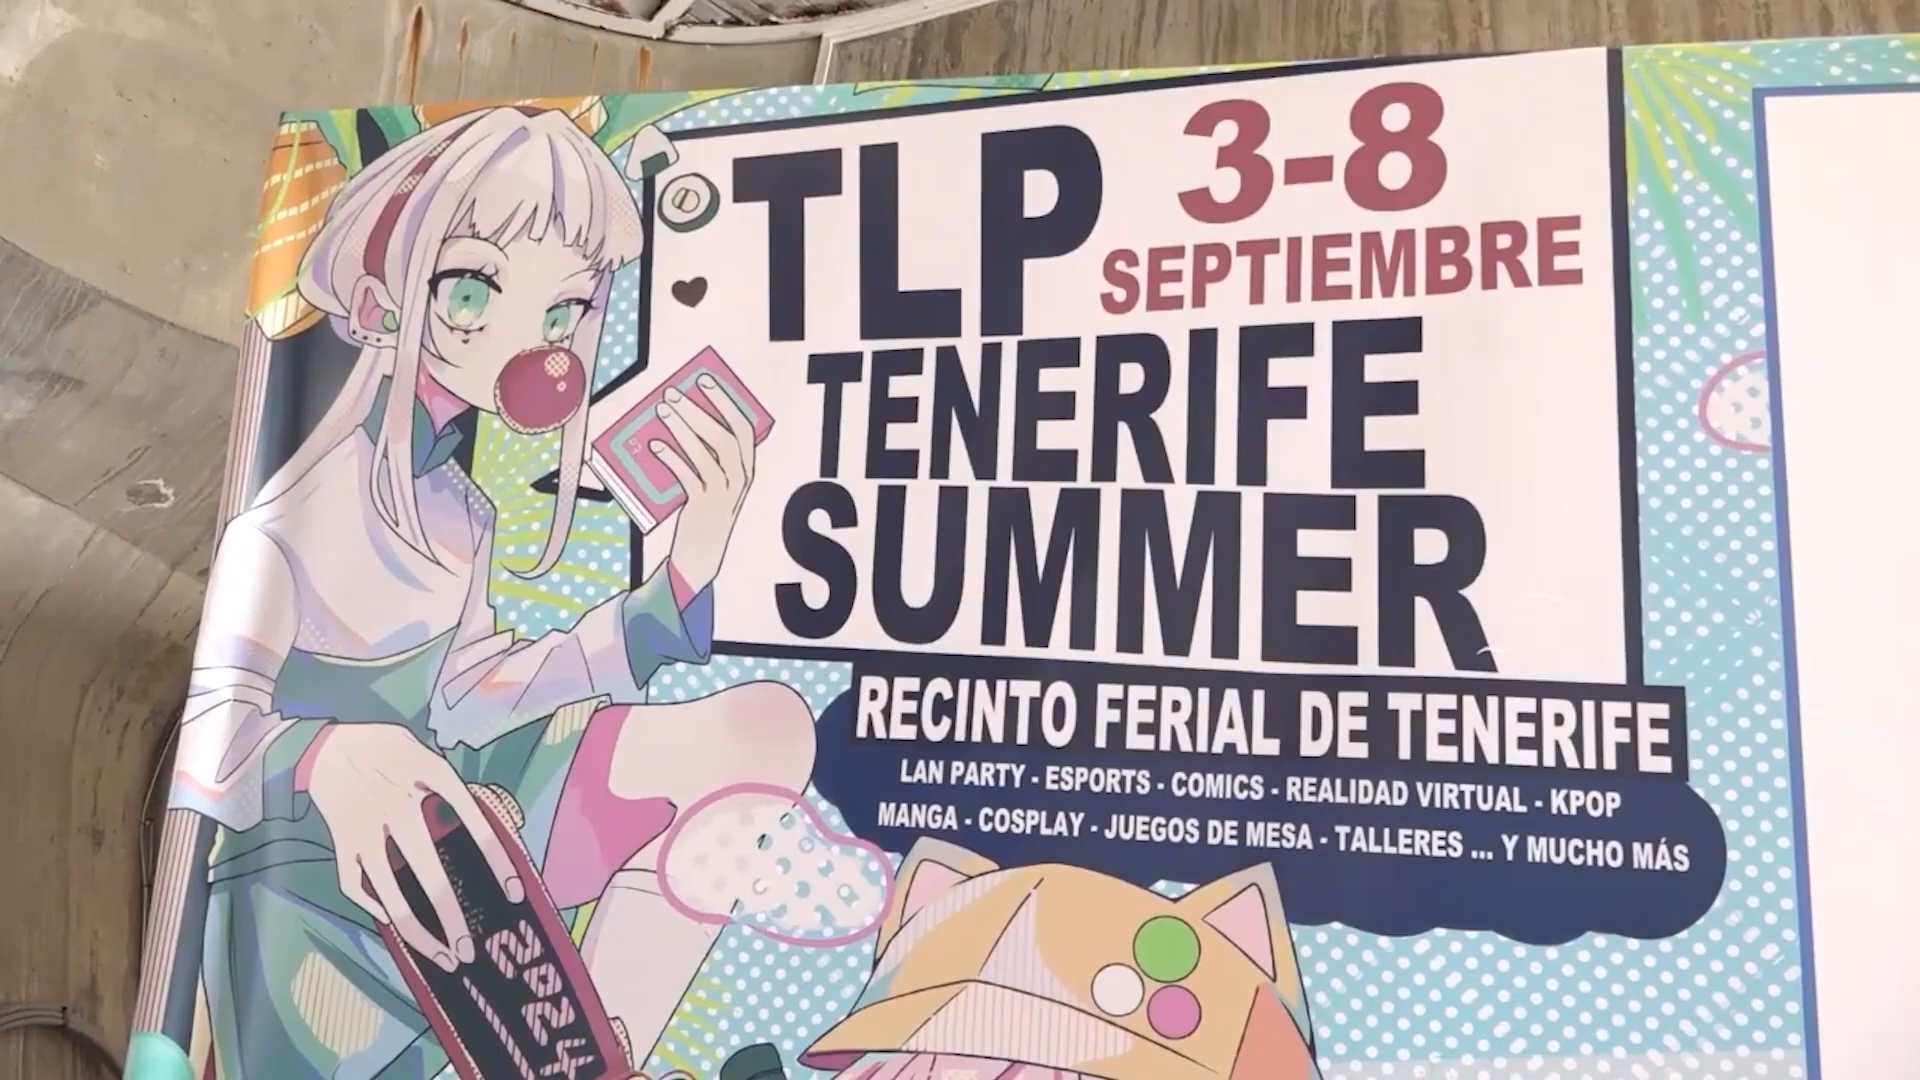 TLP
3-8
SEPTIEMBRE
TENERIFE
SUMMER
RECINTO FERIAL DE TENERIFE
LAN PARTY - ESPORTS - COMICS - REALIDAD VIRTUAL - KPOP
MANGA - COSPLAY - JUEGOS DE MESA - TALLERES ... Y MUCHO MÁS